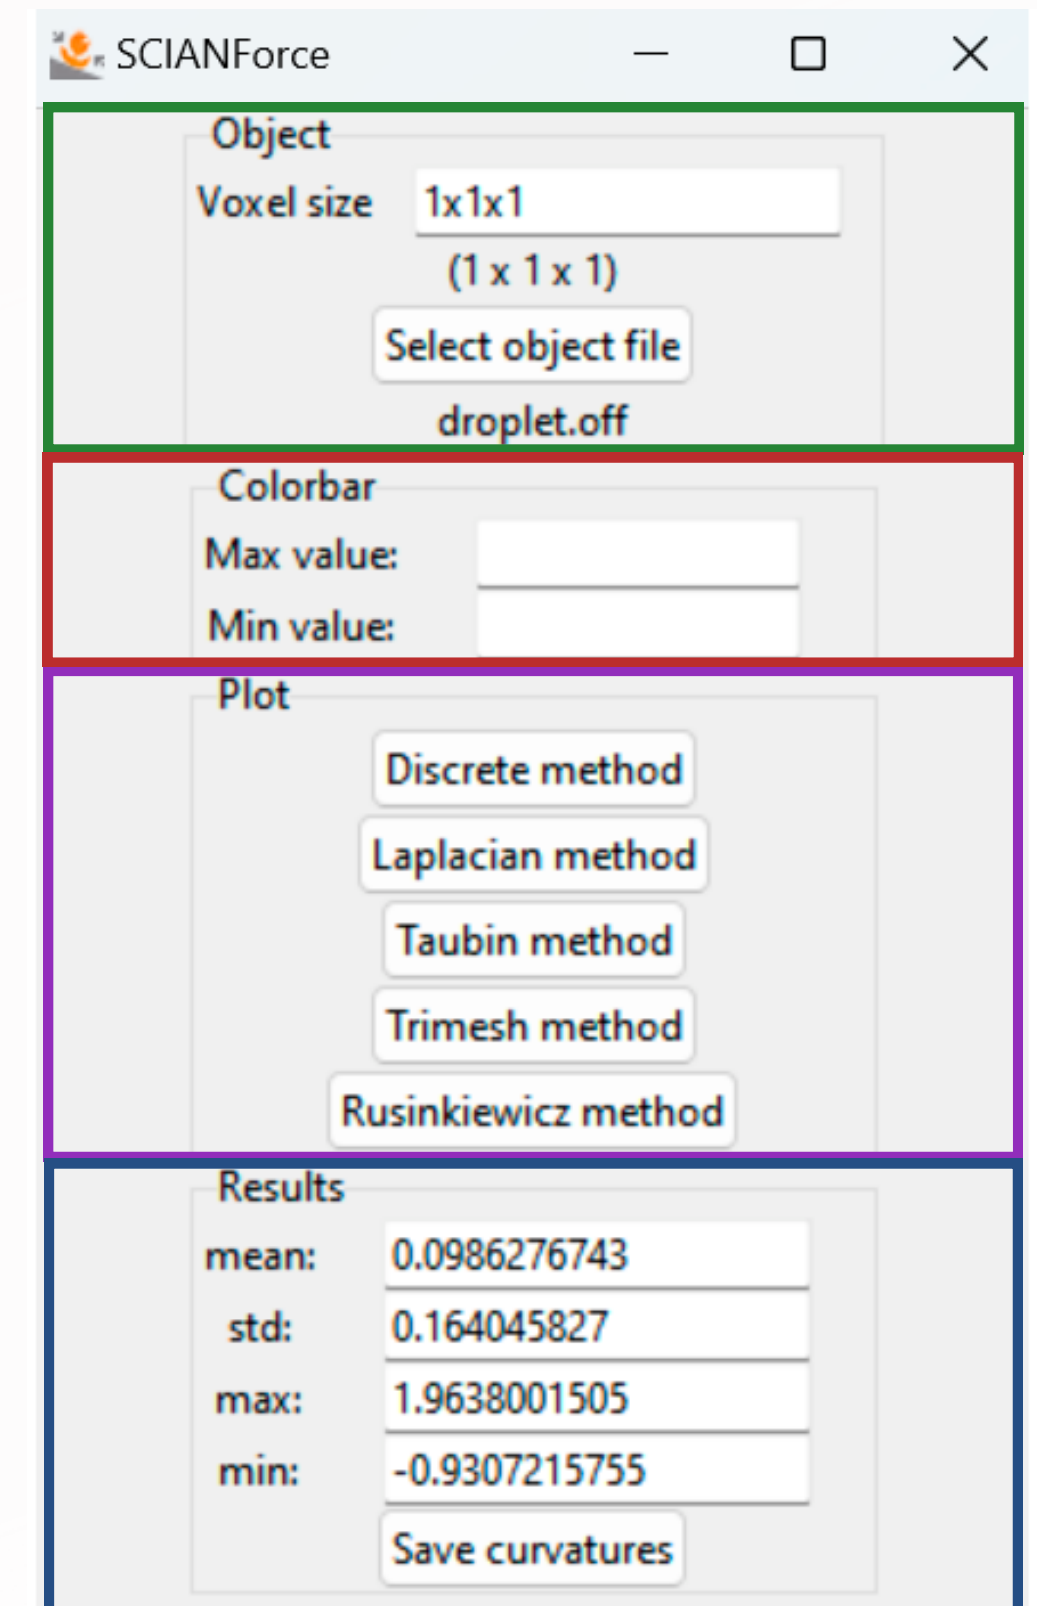 SCIANForce
Object
Voxel size 1x1x1
(1 x 1 x 1)
Select object file
droplet.off
Colorbar
Max value:
Min value:
Plot
Discrete method
Laplacian method
Taubin method
Trimesh method
Rusinkiewicz method
Results
mean: 0.0986276743
std: 0.164045827
max: 1.9638001505
min: -0.9307215755
Save curvatures